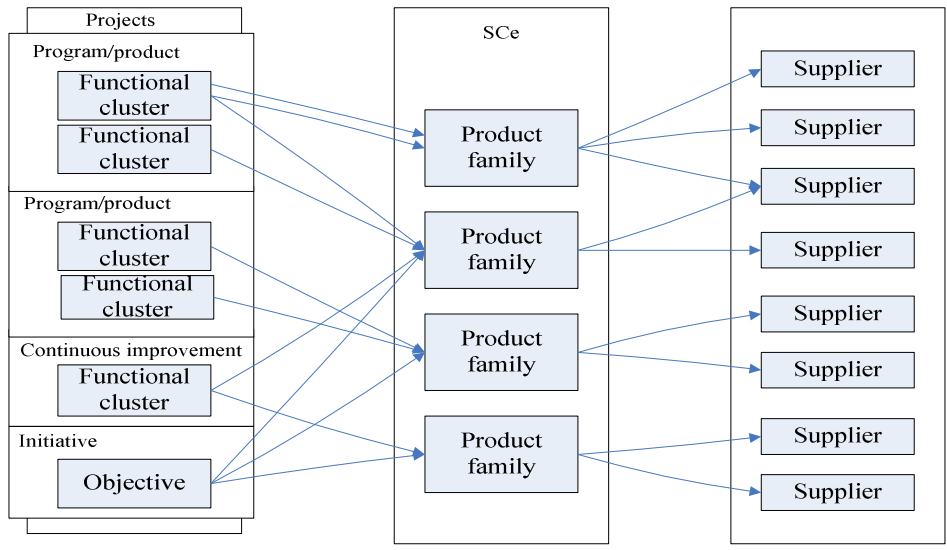 Projects
Program/product
Functional
cluster
Functional
cluster
Program/product
Functional
cluster
Functional
cluster
Continuous improvement
Functional
cluster
Initiative
Objective
SCe
Product
family
Product
family
Product
family
Product
family
Supplier
Supplier
Supplier
Supplier
Supplier
Supplier
Supplier
Supplier